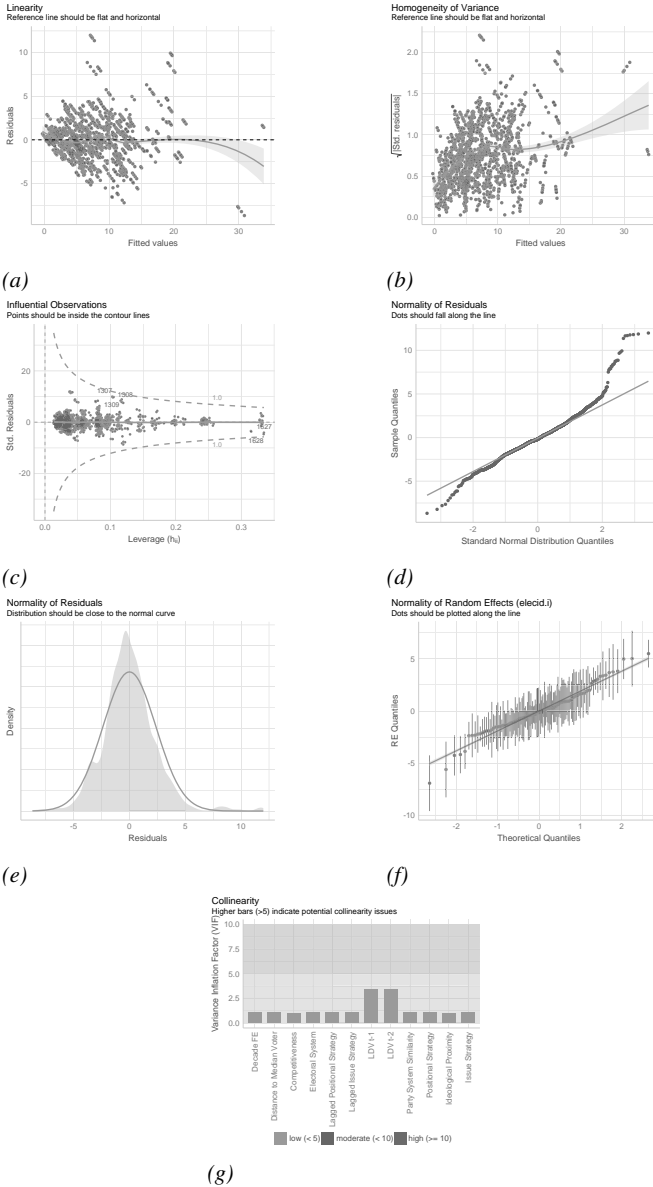 Linearity
Reference line should be flat and horizontal
Residuals
10
5
0
-5
0 10 20 30
Fitted values
(a)
Homogeneity of Variance
Reference line should be flat and horizontal
√|Std. residuals|
2.0
1.5
1.0
0.5
0.0
0 10 20 30
Fitted values
(b)
Influential Observations
Points should be inside the contour lines
Std. Residuals
20
0
-20
1307
1308
1309
1.0
1.0
1627
1628
0.0 0.1 0.2 0.3
Leverage (hᵢᵢ)
(c)
Normality of Residuals
Dots should fall along the line
Sample Quantiles
10
5
0
-5
-2 0 2
Standard Normal Distribution Quantiles
(d)
Normality of Residuals
Distribution should be close to the normal curve
Density
-5 0 5 10
Residuals
(e)
Normality of Random Effects (elecid.i)
Dots should be plotted along the line
RE Quantiles
5
0
-5
-10
-2 -1 0 1 2
Theoretical Quantiles
(f)
Collinearity
Higher bars (>5) indicate potential collinearity issues
Variance Inflation Factor (VIF)
10.0
7.5
5.0
2.5
0.0
Decade FE
Distance to Median Voter
Competitiveness
Electoral System
Lagged Positional Strategy
Lagged Issue Strategy
LDV t-1
LDV t-2
Party System Similarity
Positional Strategy
Ideological Proximity
Issue Strategy
low (< 5) moderate (< 10) high (>= 10)
(g)